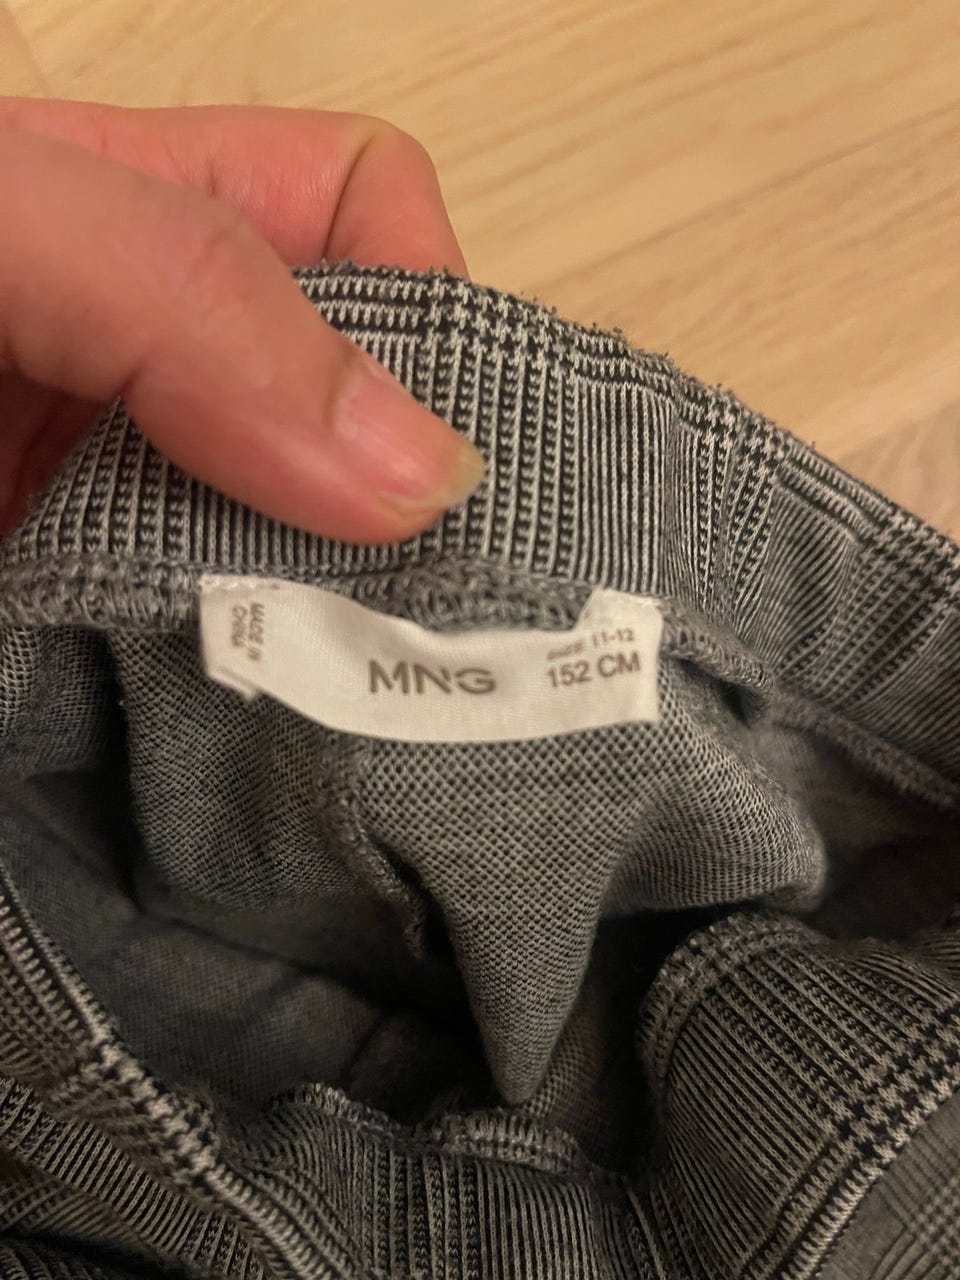 MADE IN
CHINA
MNG
SIZE 11-12
152 CM